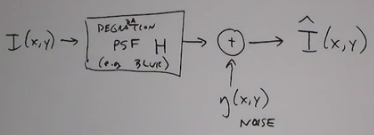 I(x,y) → DEGRADATION → ⊕ → Î(x,y)
PSF H
(e.g. BLUR)
η(x,y)
NOISE